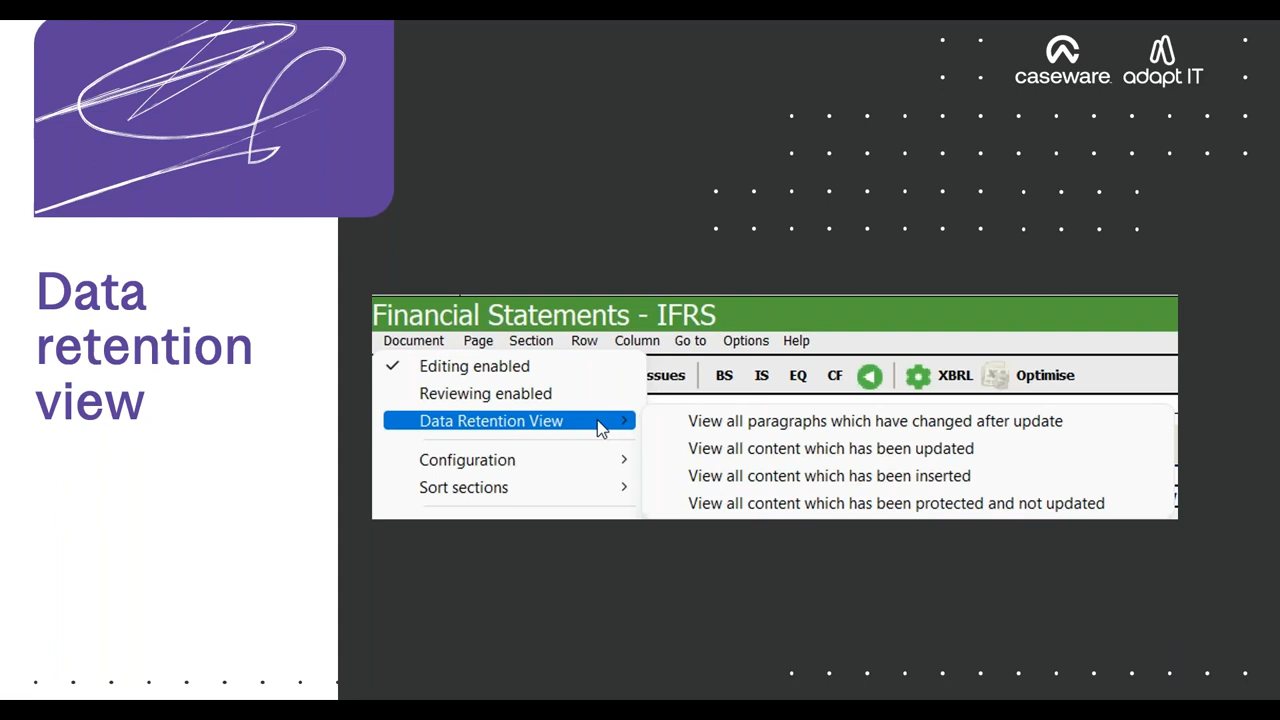 caseware. adapt IT
Data
retention
view
Financial Statements - IFRS
Document Page Section Row Column Go to Options Help
Editing enabled
ssues BS IS EQ CF XBRL Optimise
Reviewing enabled
Data Retention View
View all paragraphs which have changed after update
View all content which has been updated
Configuration
View all content which has been inserted
Sort sections
View all content which has been protected and not updated